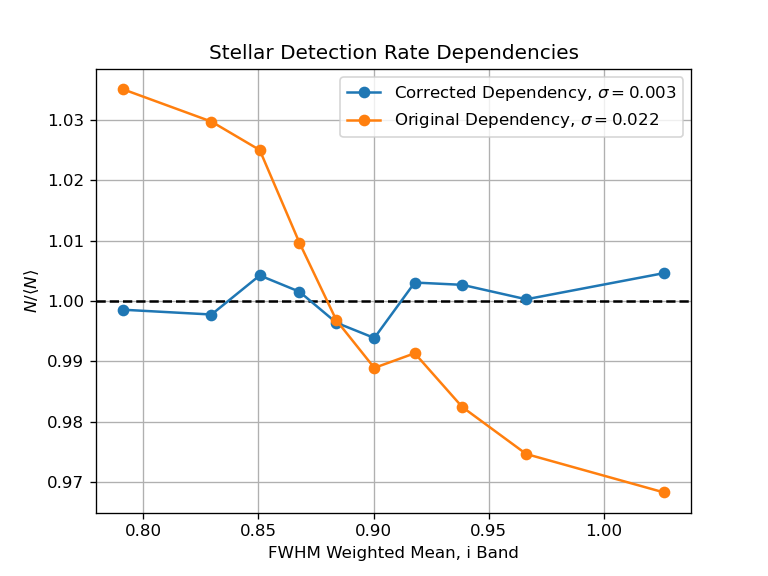 Stellar Detection Rate Dependencies
Corrected Dependency, σ = 0.003
Original Dependency, σ = 0.022
N/⟨N⟩
1.03
1.02
1.01
1.00
0.99
0.98
0.97
0.80 0.85 0.90 0.95 1.00
FWHM Weighted Mean, i Band